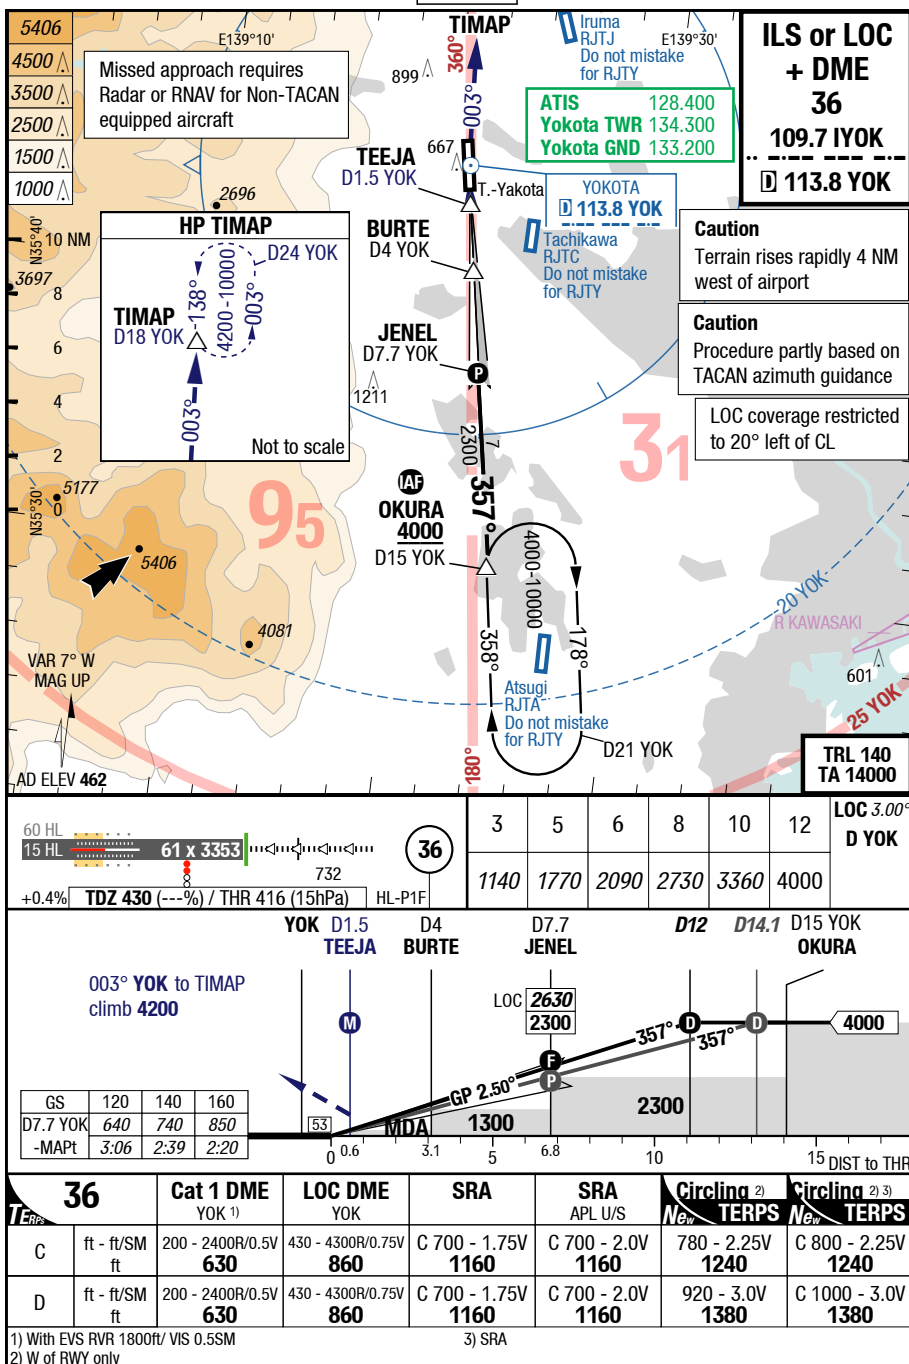 5406
4500
3500
2500
1500
1000
E139°10'
Missed approach requires
Radar or RNAV for Non-TACAN
equipped aircraft
TIMAP
360°
003°
899
Iruma
RJTJ
Do not mistake
for RJTY
E139°30'
ILS or LOC
+ DME
36
109.7 IYOK
D 113.8 YOK
ATIS 128.400
Yokota TWR 134.300
Yokota GND 133.200
667
TEEJA
D1.5 YOK
T.-Yakota
YOKOTA
D 113.8 YOK
2696
N35°40'
10 NM
3697
8
6
4
2
0
N35°30'
HP TIMAP
D24 YOK
138°
4200-10000
003°
TIMAP
D18 YOK
003°
Not to scale
BURTE
D4 YOK
Tachikawa
RJTC
Do not mistake
for RJTY
Caution
Terrain rises rapidly 4 NM
west of airport
Caution
Procedure partly based on
TACAN azimuth guidance
LOC coverage restricted
to 20° left of CL
JENEL
D7.7 YOK
P
1211
7
2300
357°
31
95
5177
5406
4081
IAF
OKURA
4000
D15 YOK
4000-10000
358°
178°
20 YOK
R KAWASAKI
601
25 YOK
Atsugi
RJTA
Do not mistake
for RJTY
D21 YOK
180°
VAR 7° W
MAG UP
AD ELEV 462
TRL 140
TA 14000
60 HL
15 HL
61 x 3353
732
+0.4%
TDZ 430 (---%) / THR 416 (15hPa)
HL-P1F
36
3 5 6 8 10 12
LOC 3.00°
D YOK
1140 1770 2090 2730 3360 4000
YOK D1.5 D4 D7.7 D12 D14.1 D15 YOK
TEEJA BURTE JENEL OKURA
003° YOK to TIMAP
climb 4200
M
LOC 2630
2300
F
P
357°
D
357°
D
4000
GP 2.50°
MDA
1300
2300
53
GS 120 140 160
D7.7 YOK 640 740 850
-MAPt 3:06 2:39 2:20
0 0.6 3.1 5 6.8 10 15 DIST to THR
TERPS 36
Cat 1 DME
YOK 1)
LOC DME
YOK
SRA
SRA
APL U/S
Circling 2)
New TERPS
Circling 2) 3)
New TERPS
C ft - ft/SM 200 - 2400R/0.5V 430 - 4300R/0.75V C 700 - 1.75V C 700 - 2.0V 780 - 2.25V C 800 - 2.25V
ft 630 860 1160 1160 1240 1240
D ft - ft/SM 200 - 2400R/0.5V 430 - 4300R/0.75V C 700 - 1.75V C 700 - 2.0V 920 - 3.0V C 1000 - 3.0V
ft 630 860 1160 1160 1380 1380
1) With EVS RVR 1800ft/ VIS 0.5SM
3) SRA
2) W of RWY only